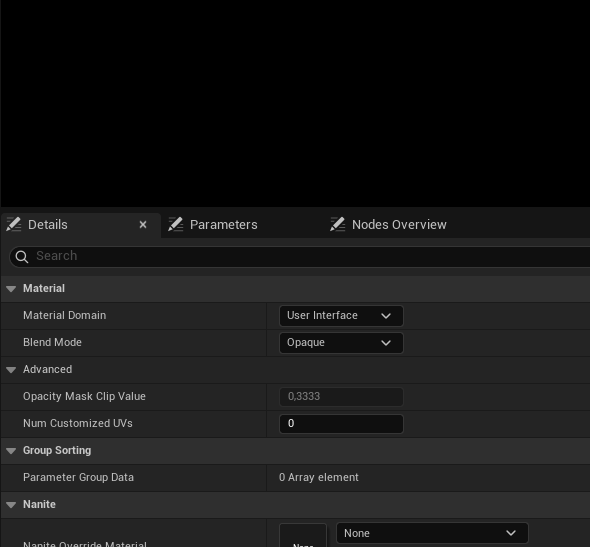 Details
Parameters
Nodes Overview
Search
Material
Material Domain User Interface
Blend Mode Opaque
Advanced
Opacity Mask Clip Value 0,3333
Num Customized UVs 0
Group Sorting
Parameter Group Data 0 Array element
Nanite
None
Nanite Override Material None